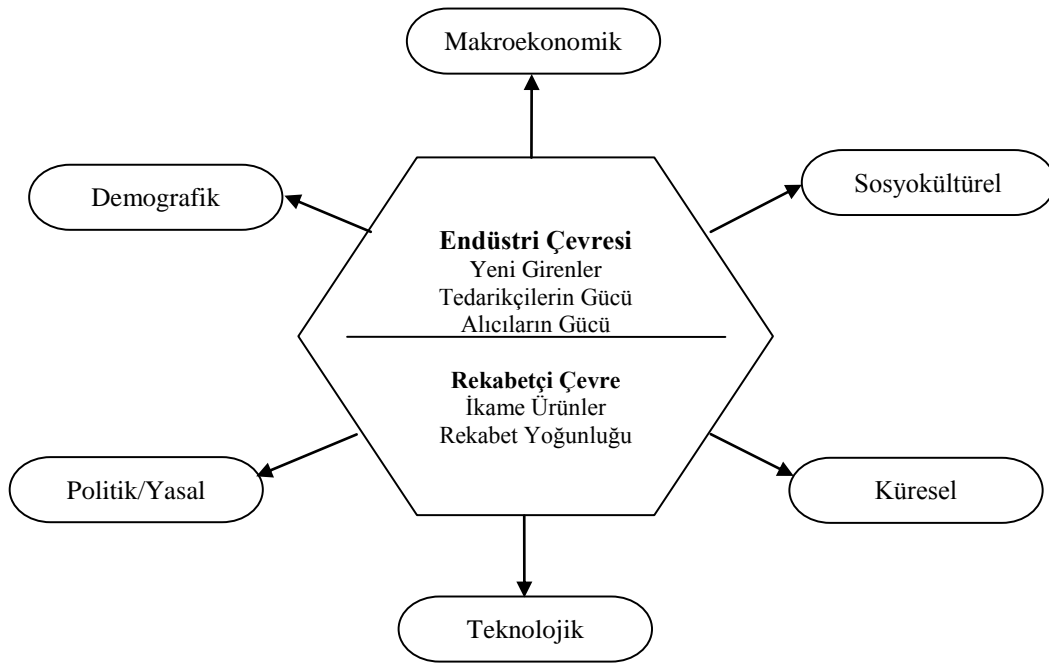 Makroekonomik
Demografik
Sosyokültürel
Endüstri Çevresi
Yeni Girenler
Tedarikçilerin Gücü
Alıcıların Gücü
Rekabetçi Çevre
İkame Ürünler
Rekabet Yoğunluğu
Politik/Yasal
Küresel
Teknolojik